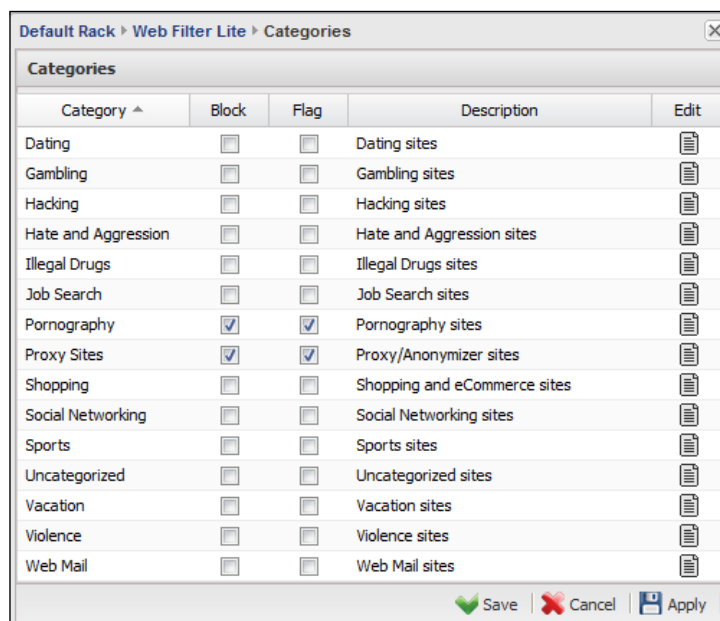 Default Rack Web Filter Lite Categories
Categories
Category Block Flag Description Edit
Dating Dating sites
Gambling Gambling sites
Hacking Hacking sites
Hate and Aggression Hate and Aggression sites
Illegal Drugs Illegal Drugs sites
Job Search Job Search sites
Pornography Pornography sites
Proxy Sites Proxy/Anonymizer sites
Shopping Shopping and eCommerce sites
Social Networking Social Networking sites
Sports Sports sites
Uncategorized Uncategorized sites
Vacation Vacation sites
Violence Violence sites
Web Mail Web Mail sites
Save Cancel Apply